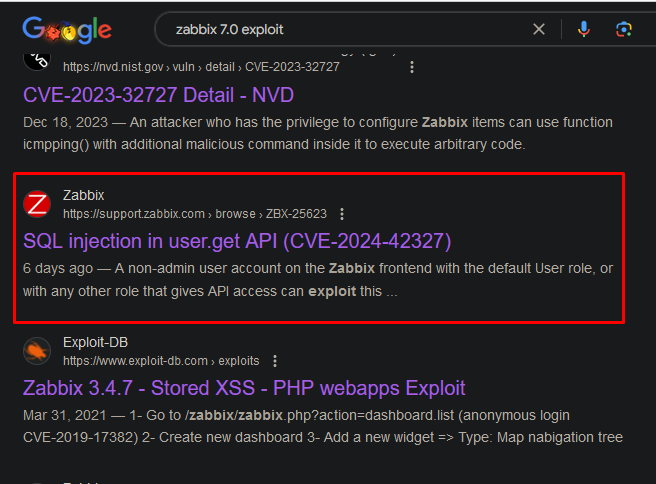 Google
zabbix 7.0 exploit
https://nvd.nist.gov › vuln › detail › CVE-2023-32727
CVE-2023-32727 Detail - NVD
Dec 18, 2023 — An attacker who has the privilege to configure Zabbix items can use function
icmpping() with additional malicious command inside it to execute arbitrary code.
Zabbix
https://support.zabbix.com › browse › ZBX-25623
SQL injection in user.get API (CVE-2024-42327)
6 days ago — A non-admin user account on the Zabbix frontend with the default User role, or
with any other role that gives API access can exploit this ...
Exploit-DB
https://www.exploit-db.com › exploits
Zabbix 3.4.7 - Stored XSS - PHP webapps Exploit
Mar 31, 2021 — 1- Go to /zabbix/zabbix.php?action=dashboard.list (anonymous login
CVE-2019-17382) 2- Create new dashboard 3- Add a new widget => Type: Map nabigation tree